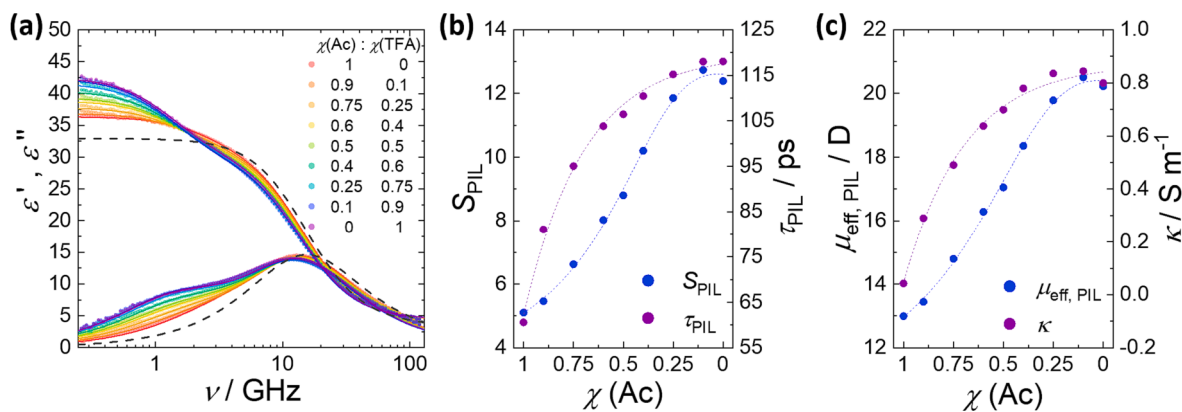 (a)
χ(Ac) : χ(TFA)
1 0
0.9 0.1
0.75 0.25
0.6 0.4
0.5 0.5
0.4 0.6
0.25 0.75
0.1 0.9
0 1
50
45
40
35
30
25
20
15
10
5
0
ε', ε''
1 10 100
ν / GHz
(b)
14
12
10
8
6
4
S_PIL
125
115
105
95
85
75
65
55
τ_PIL / ps
S_PIL
τ_PIL
1 0.75 0.5 0.25 0
χ (Ac)
(c)
22
20
18
16
14
12
μ_eff, PIL / D
1.0
0.8
0.6
0.4
0.2
0.0
-0.2
κ / S m⁻¹
μ_eff, PIL
κ
1 0.75 0.5 0.25 0
χ (Ac)